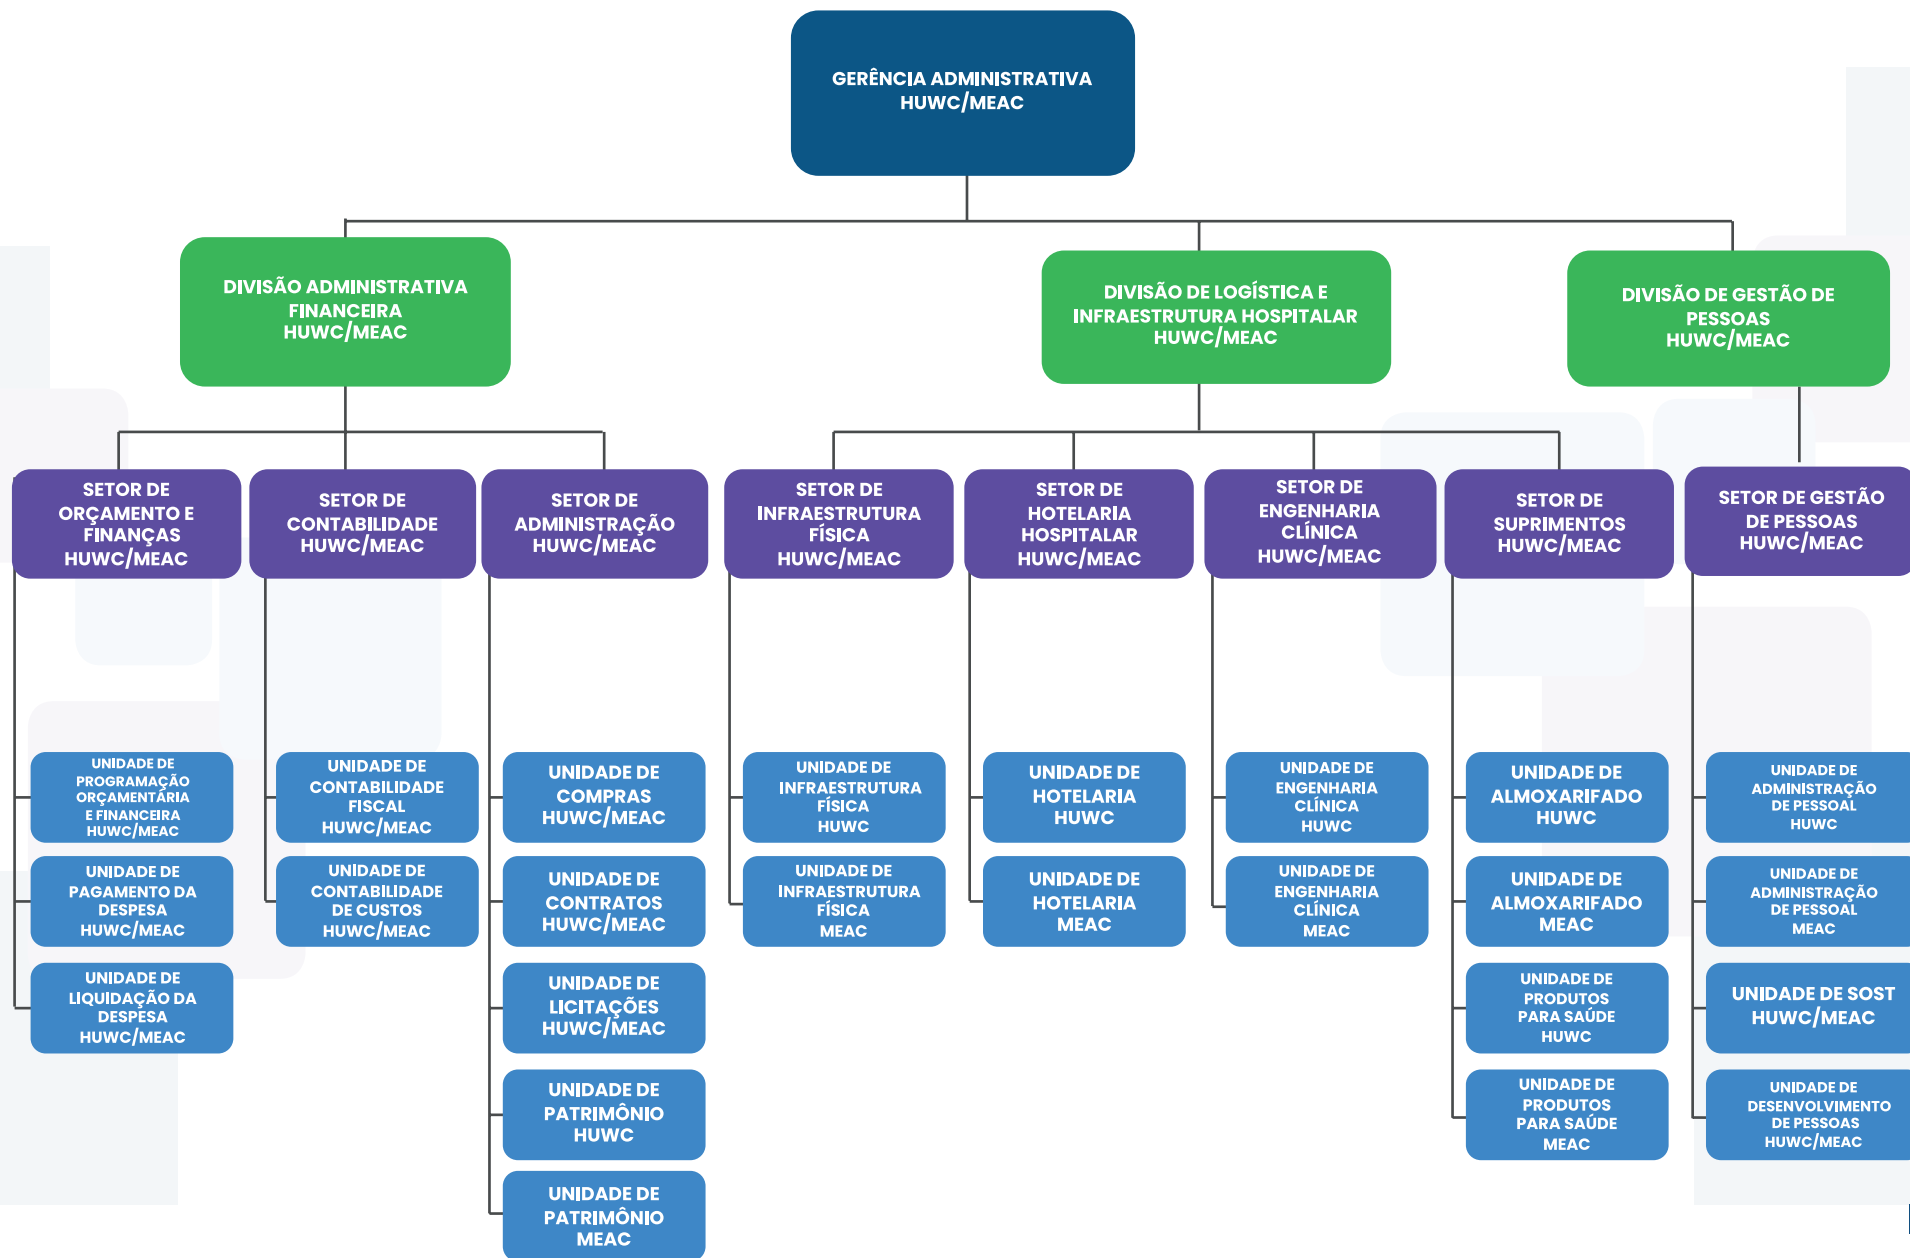 GERÊNCIA ADMINISTRATIVA
HUWC/MEAC
DIVISÃO ADMINISTRATIVA
FINANCEIRA
HUWC/MEAC
DIVISÃO DE LOGÍSTICA E
INFRAESTRUTURA HOSPITALAR
HUWC/MEAC
DIVISÃO DE GESTÃO DE
PESSOAS
HUWC/MEAC
SETOR DE
ORÇAMENTO E
FINANÇAS
HUWC/MEAC
SETOR DE
CONTABILIDADE
HUWC/MEAC
SETOR DE
ADMINISTRAÇÃO
HUWC/MEAC
SETOR DE
INFRAESTRUTURA
FÍSICA
HUWC/MEAC
SETOR DE
HOTELARIA
HOSPITALAR
HUWC/MEAC
SETOR DE
ENGENHARIA
CLÍNICA
HUWC/MEAC
SETOR DE
SUPRIMENTOS
HUWC/MEAC
SETOR DE GESTÃO
DE PESSOAS
HUWC/MEAC
UNIDADE DE
PROGRAMAÇÃO
ORÇAMENTÁRIA
E FINANCEIRA
HUWC/MEAC
UNIDADE DE
PAGAMENTO DA
DESPESA
HUWC/MEAC
UNIDADE DE
LIQUIDAÇÃO DA
DESPESA
HUWC/MEAC
UNIDADE DE
CONTABILIDADE
FISCAL
HUWC/MEAC
UNIDADE DE
CONTABILIDADE
DE CUSTOS
HUWC/MEAC
UNIDADE DE
COMPRAS
HUWC/MEAC
UNIDADE DE
CONTRATOS
HUWC/MEAC
UNIDADE DE
LICITAÇÕES
HUWC/MEAC
UNIDADE DE
PATRIMÔNIO
HUWC
UNIDADE DE
PATRIMÔNIO
MEAC
UNIDADE DE
INFRAESTRUTURA
FÍSICA
HUWC
UNIDADE DE
INFRAESTRUTURA
FÍSICA
MEAC
UNIDADE DE
HOTELARIA
HUWC
UNIDADE DE
HOTELARIA
MEAC
UNIDADE DE
ENGENHARIA
CLÍNICA
HUWC
UNIDADE DE
ENGENHARIA
CLÍNICA
MEAC
UNIDADE DE
ALMOXARIFADO
HUWC
UNIDADE DE
ALMOXARIFADO
MEAC
UNIDADE DE
PRODUTOS
PARA SAÚDE
HUWC
UNIDADE DE
PRODUTOS
PARA SAÚDE
MEAC
UNIDADE DE
ADMINISTRAÇÃO
DE PESSOAL
HUWC
UNIDADE DE
ADMINISTRAÇÃO
DE PESSOAL
MEAC
UNIDADE DE SOST
HUWC/MEAC
UNIDADE DE
DESENVOLVIMENTO
DE PESSOAS
HUWC/MEAC